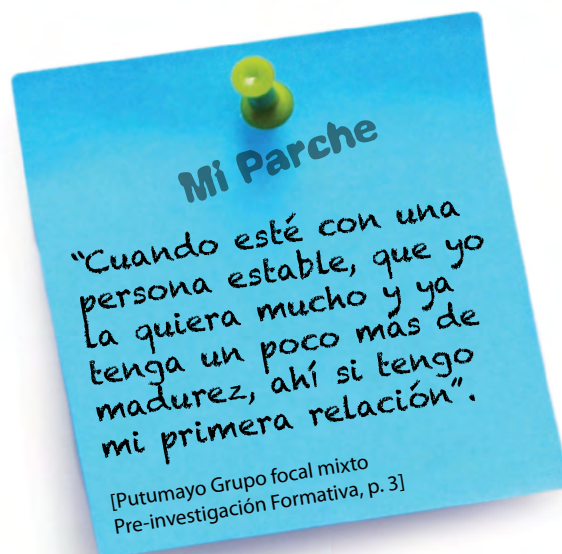 Mi Parche
“Cuando esté con una
persona estable, que yo
la quiera mucho y ya
tenga un poco más de
madurez, ahí si tengo
mi primera relación”.
[Putumayo Grupo focal mixto
Pre-investigación Formativa, p. 3]